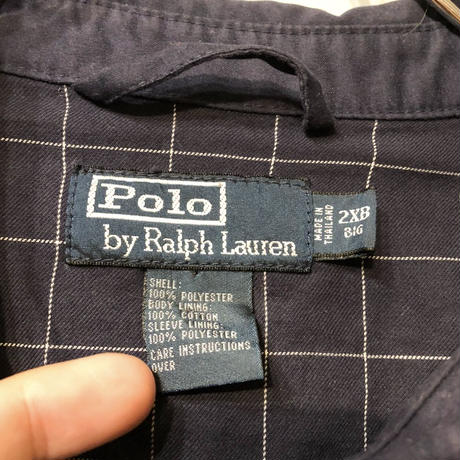 Polo
by Ralph Lauren
MADE IN
THAILAND
2XB
BIG
SHELL:
100% POLYESTER
BODY LINING:
100% COTTON
SLEEVE LINING:
100% POLYESTER
CARE INSTRUCTIONS
OVER